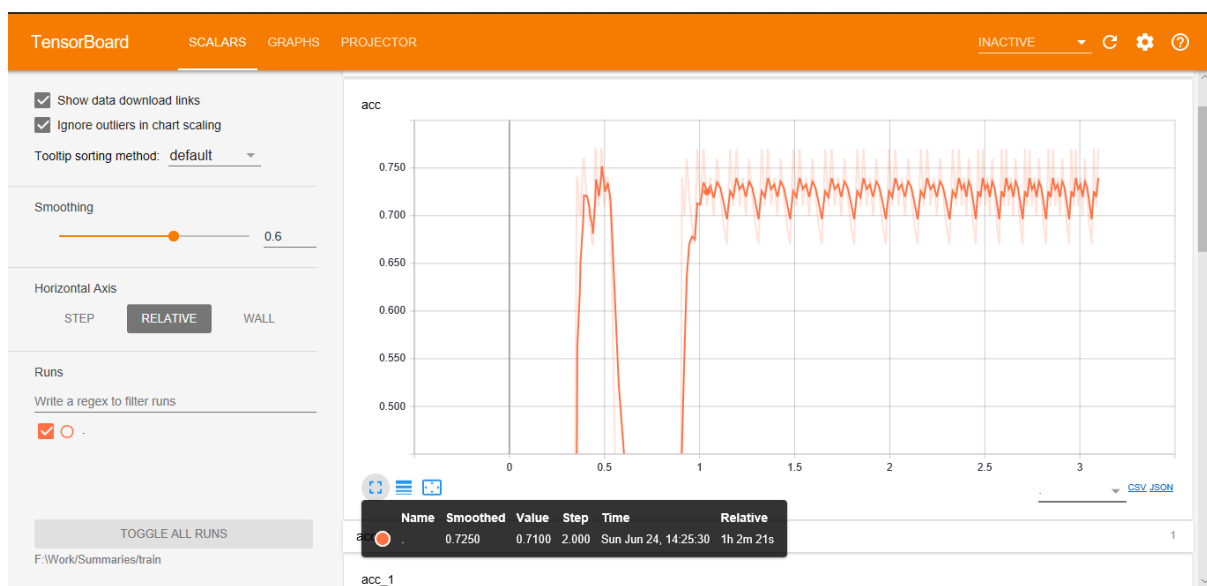 TensorBoard SCALARS GRAPHS PROJECTOR INACTIVE
Show data download links
Ignore outliers in chart scaling
Tooltip sorting method: default
Smoothing
0.6
Horizontal Axis
STEP RELATIVE WALL
Runs
Write a regex to filter runs
.
TOGGLE ALL RUNS
F:\Work/Summaries/train
acc
0.750
0.700
0.650
0.600
0.550
0.500
0 0.5 1 1.5 2 2.5 3
. CSV JSON
Name Smoothed Value Step Time Relative
. 0.7250 0.7100 2.000 Sun Jun 24, 14:25:30 1h 2m 21s
1
acc_1